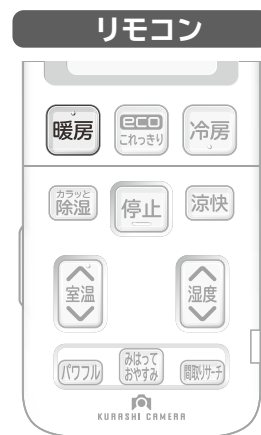 リモコン
暖房
eco
これっきり
冷房
カラッと
除湿
停止
涼快
室温
湿度
パワフル
みはって
おやすみ
間取りサーチ
KURASHI CAMERA